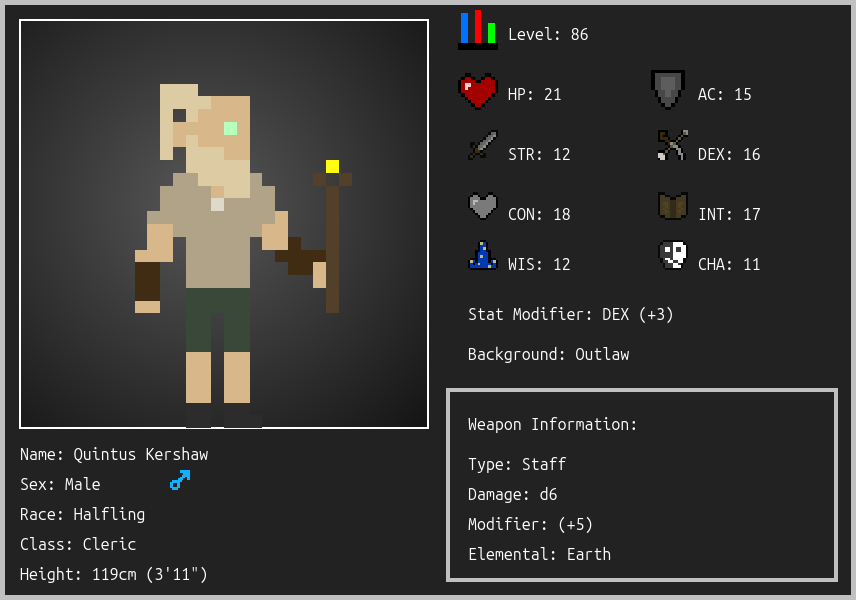 Level: 86
HP: 21
AC: 15
STR: 12
DEX: 16
CON: 18
INT: 17
WIS: 12
CHA: 11
Stat Modifier: DEX (+3)
Background: Outlaw
Weapon Information:
Type: Staff
Damage: d6
Modifier: (+5)
Elemental: Earth
Name: Quintus Kershaw
Sex: Male
Race: Halfling
Class: Cleric
Height: 119cm (3'11")